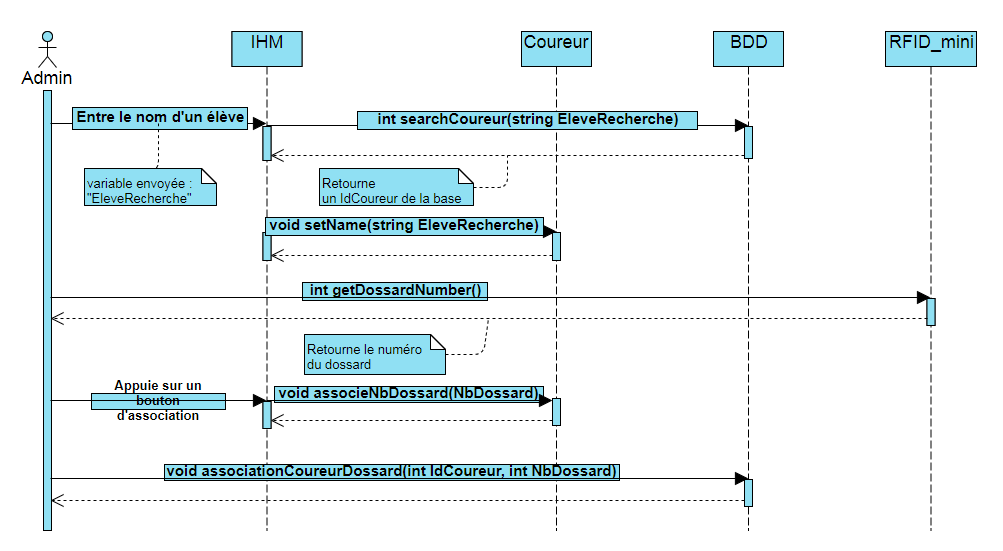 Admin
IHM
Coureur
BDD
RFID_mini
Entre le nom d'un élève
int searchCoureur(string EleveRecherche)
variable envoyée :
"EleveRecherche"
Retourne
un IdCoureur de la base
void setName(string EleveRecherche)
int getDossardNumber()
Retourne le numéro
du dossard
Appuie sur un
bouton
d'association
void associeNbDossard(NbDossard)
void associationCoureurDossard(int IdCoureur, int NbDossard)